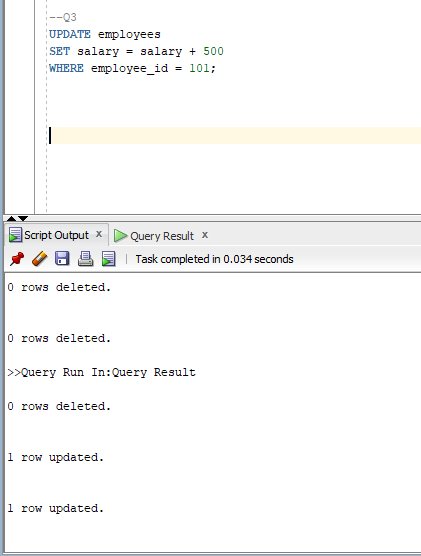 --Q3
UPDATE employees
SET salary = salary + 500
WHERE employee_id = 101;
Script Output x Query Result x
Task completed in 0.034 seconds
0 rows deleted.
0 rows deleted.
>>Query Run In:Query Result
0 rows deleted.
1 row updated.
1 row updated.